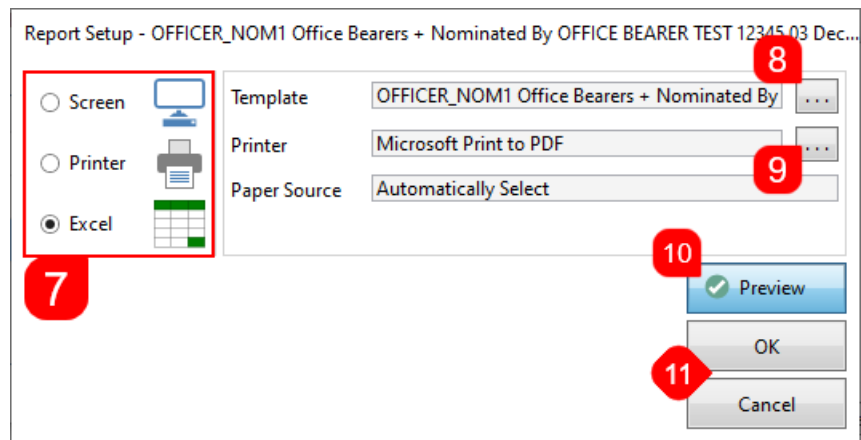 Report Setup - OFFICER_NOM1 Office Bearers + Nominated By OFFICE BEARER TEST 12345 03 Dec...
8
Screen
Template
OFFICER_NOM1 Office Bearers + Nominated By
...
Printer
Printer
Microsoft Print to PDF
...
9
Paper Source
Automatically Select
Excel
7
10
Preview
OK
11
Cancel